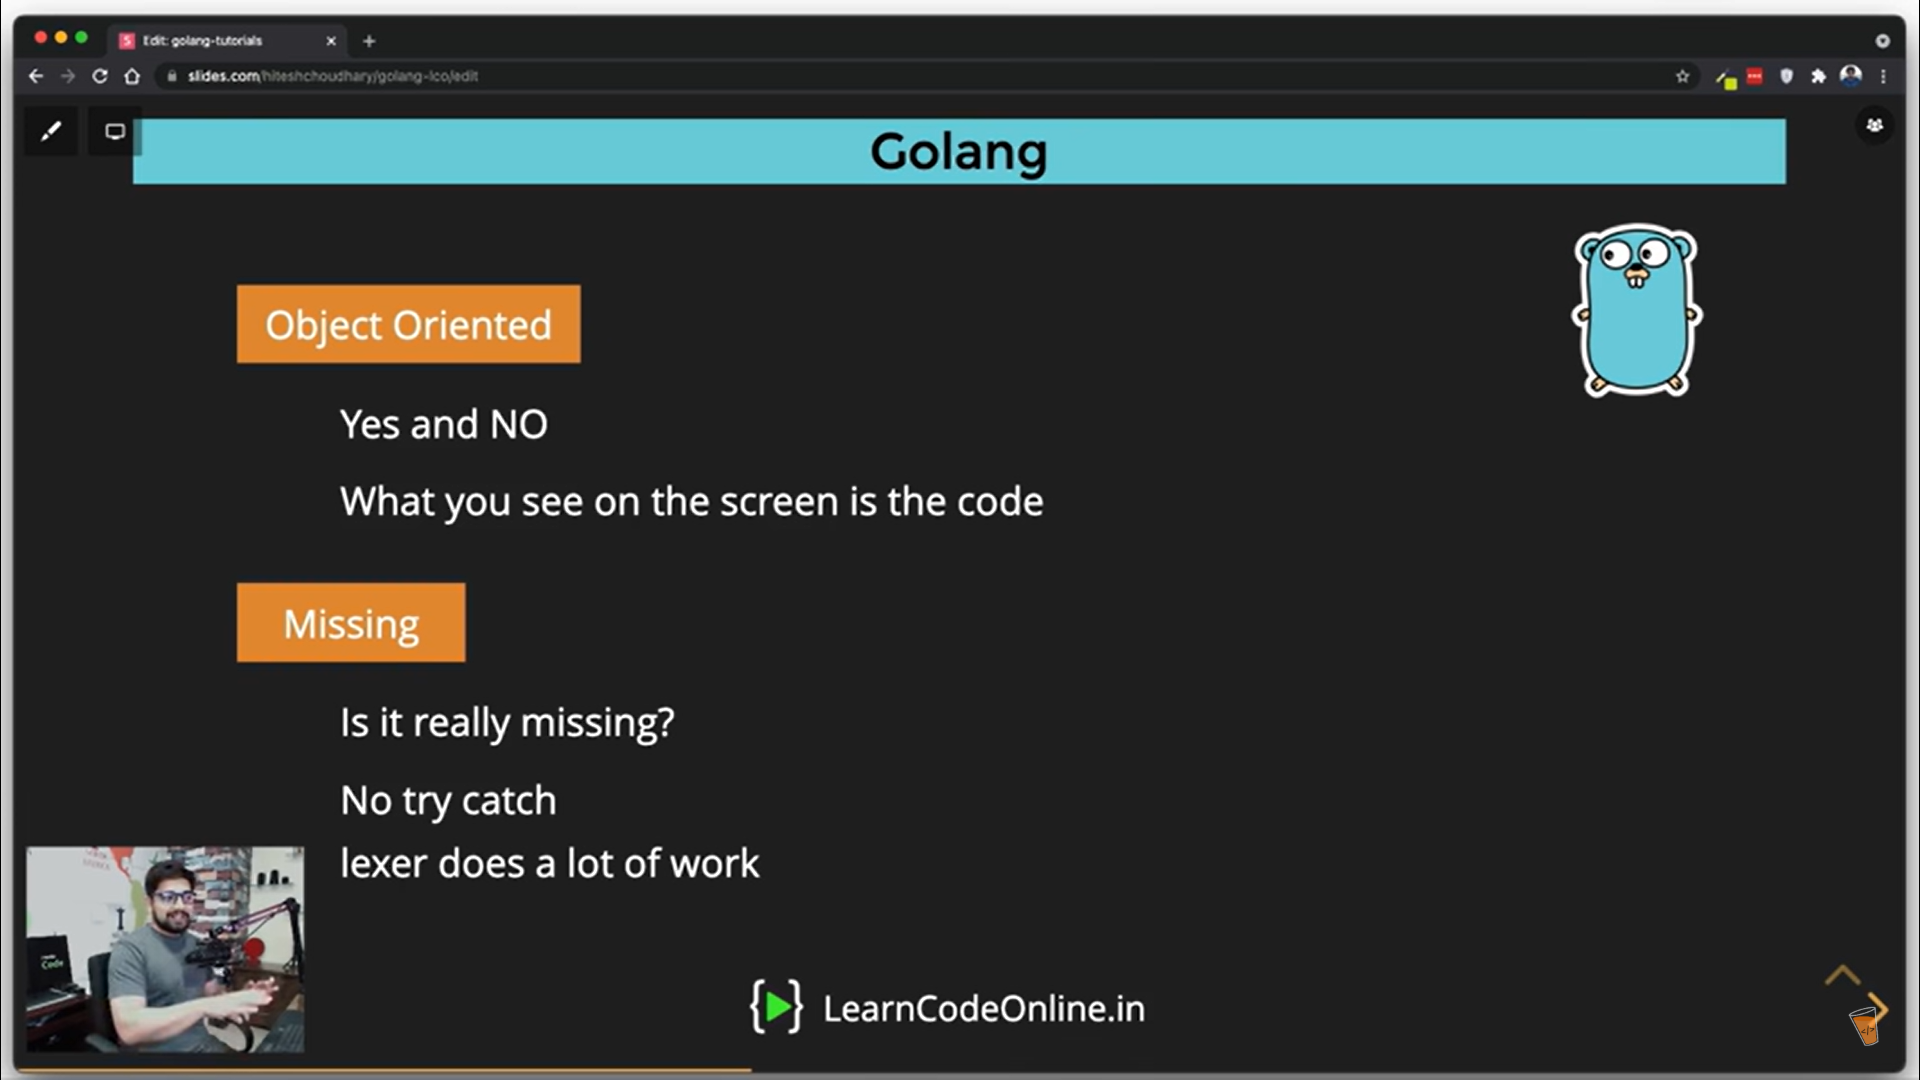 Edit: golang-tutorials
slides.com/hiteshchoudhary/golang-lco/edit
Golang
Object Oriented
Yes and NO
What you see on the screen is the code
Missing
Is it really missing?
No try catch
lexer does a lot of work
Code
{▶} LearnCodeOnline.in